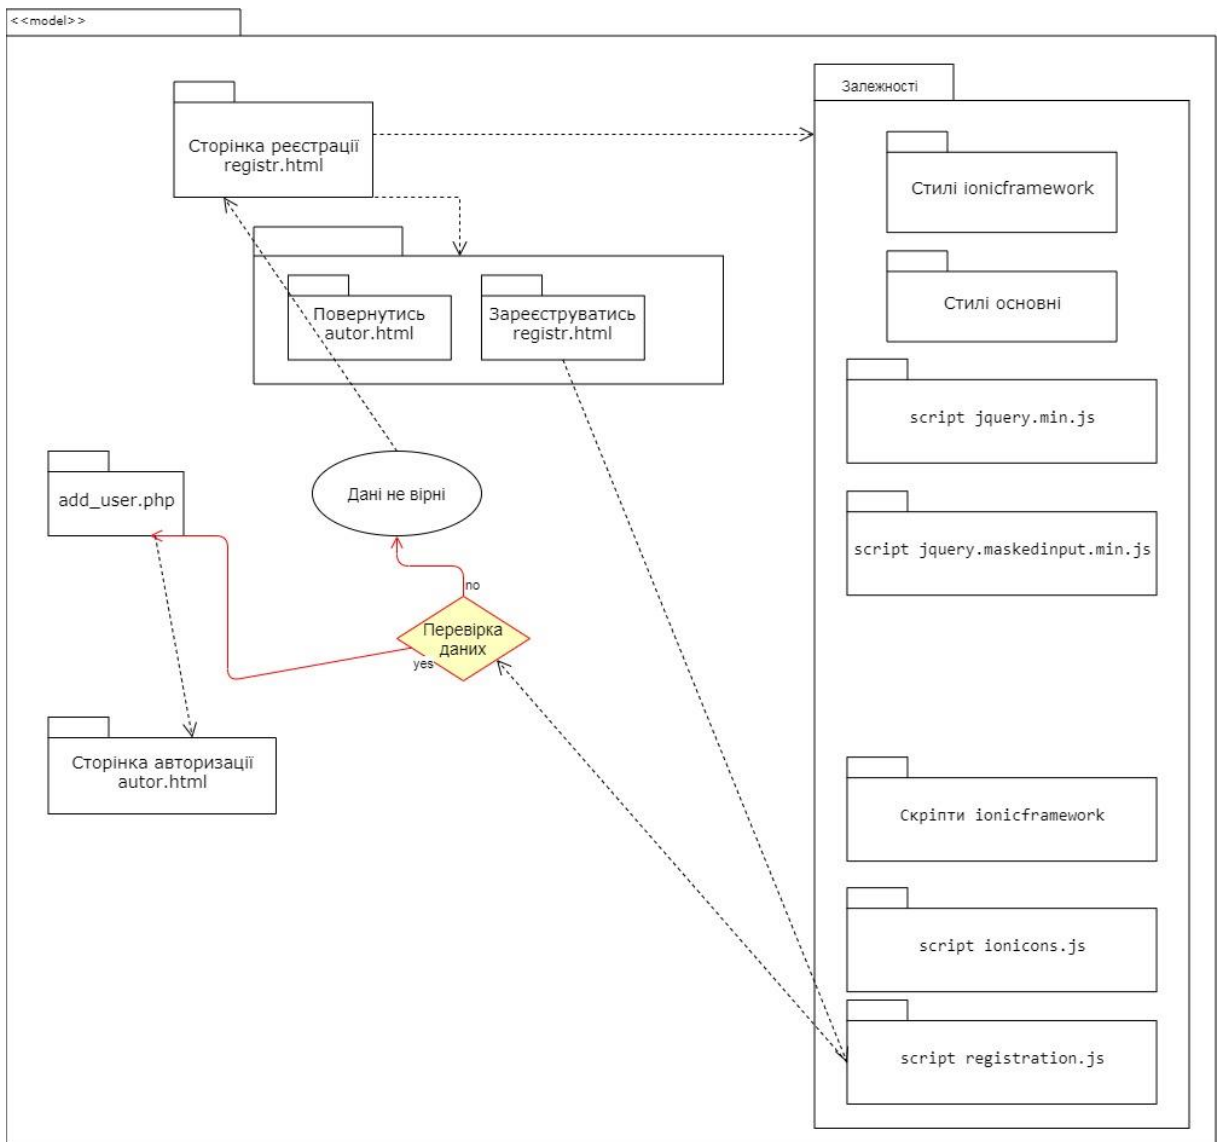 <<model>>
Залежності
Сторінка реєстрації
registr.html
Стилі ionicframework
Стилі основні
Повернутись
autor.html
Зареєструватись
registr.html
script jquery.min.js
add_user.php
Дані не вірні
script jquery.maskedinput.min.js
no
Перевірка
даних
yes
Сторінка авторизації
autor.html
Скріпти ionicframework
script ionicons.js
script registration.js